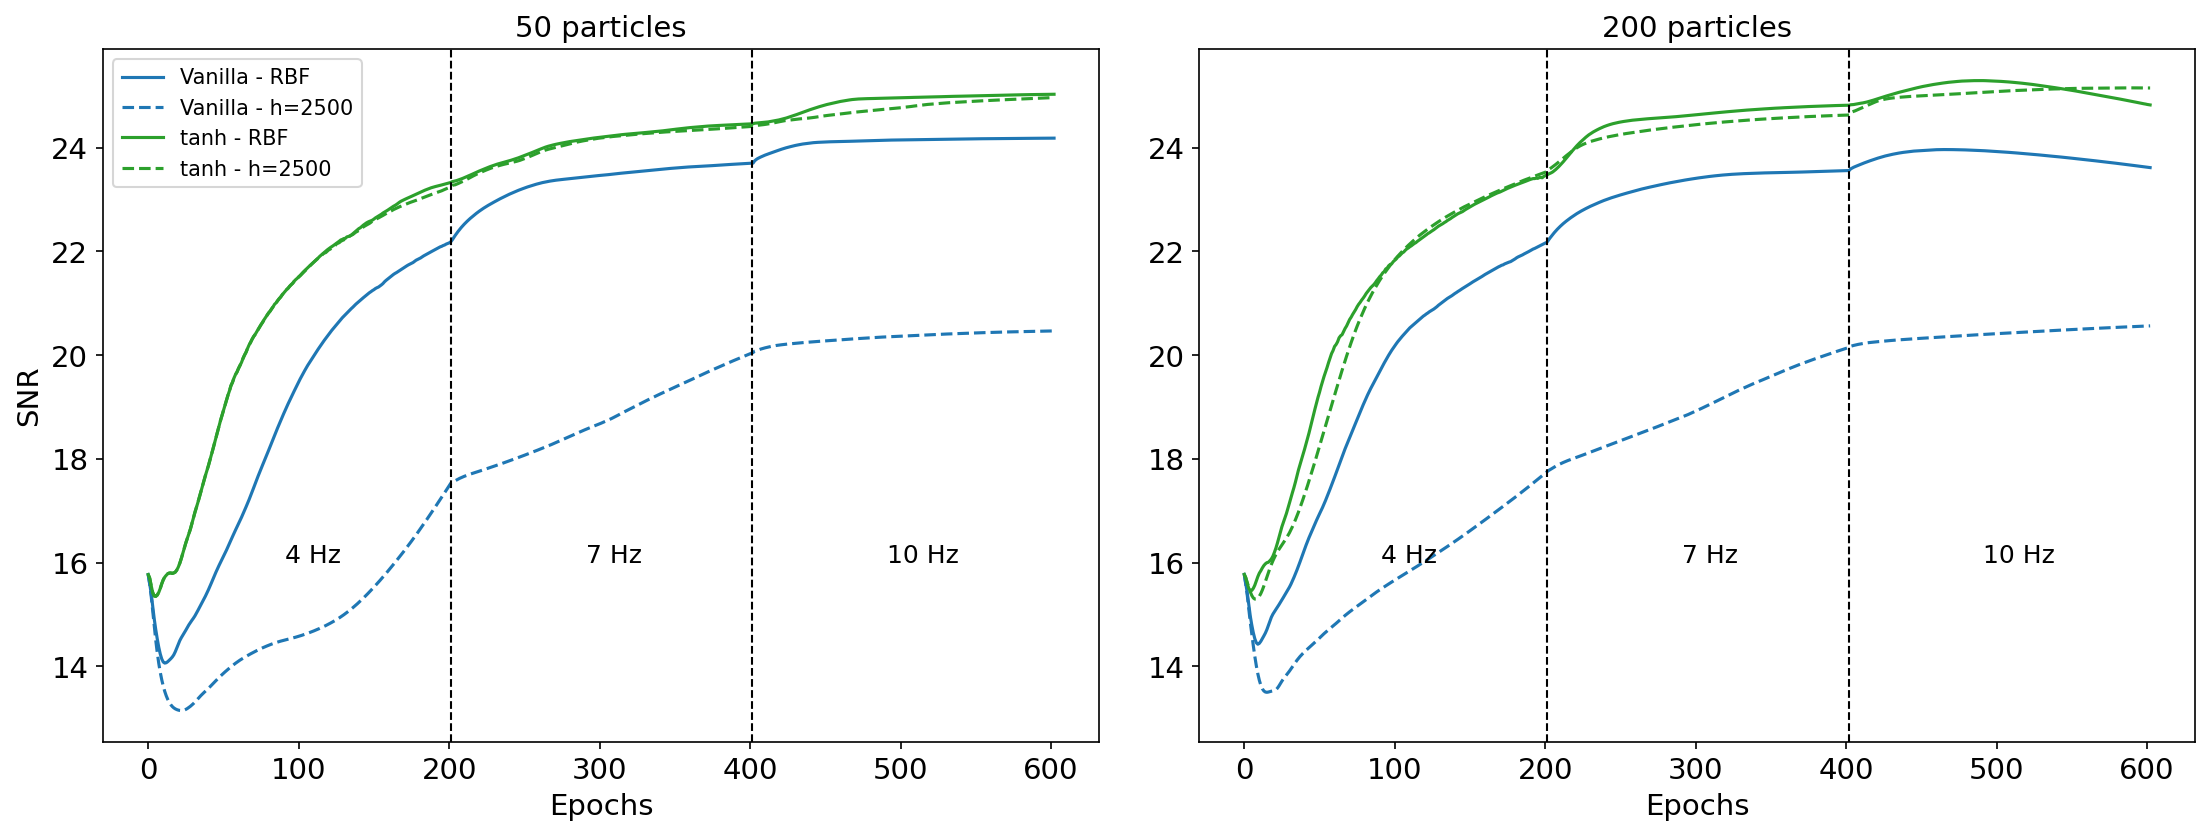 50 particles
Vanilla - RBF
Vanilla - h=2500
tanh - RBF
tanh - h=2500
24
22
20
18
16
14
SNR
4 Hz
7 Hz
10 Hz
0
100
200
300
400
500
600
Epochs
200 particles
24
22
20
18
16
14
4 Hz
7 Hz
10 Hz
0
100
200
300
400
500
600
Epochs